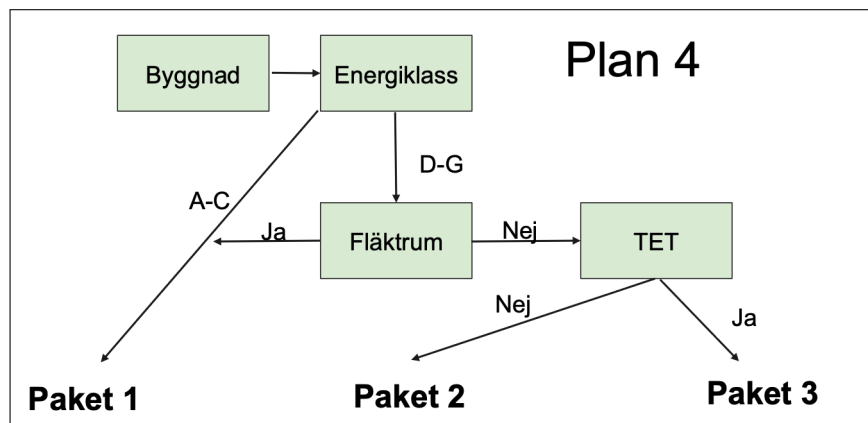 Plan 4
Byggnad
Energiklass
A-C
D-G
Ja
Fläktrum
Nej
TET
Nej
Ja
Paket 1
Paket 2
Paket 3